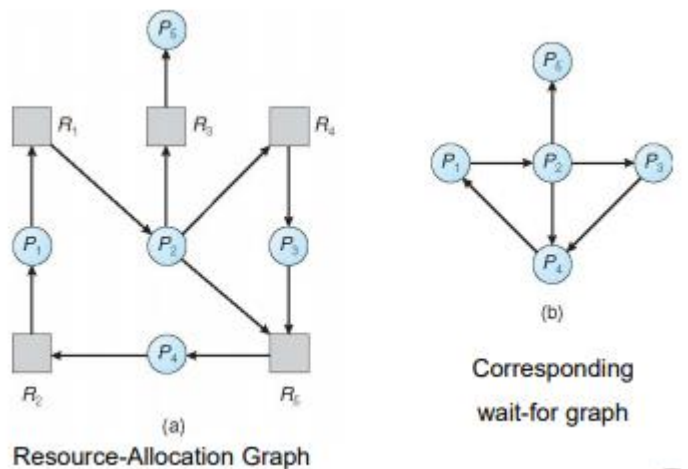 P5
P5
R1
R3
R4
P1
P2
P3
P1
P2
P3
P4
P4
R2
R5
(a)
(b)
Resource-Allocation Graph
Corresponding
wait-for graph